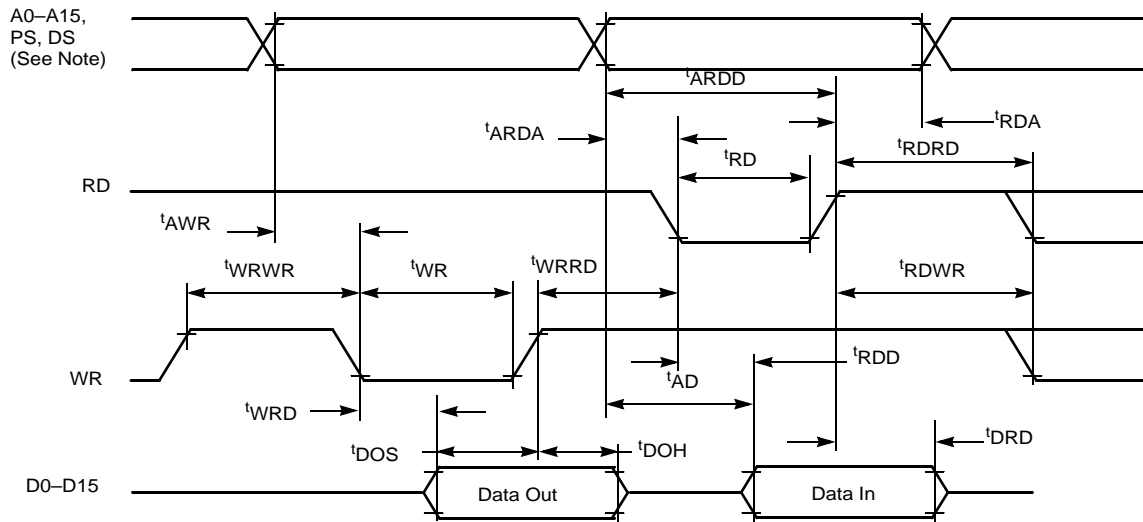 A0–A15,
PS, DS
(See Note)
tARDD
tRDA
tARDA
tRD
tRDRD
RD
tAWR
tWRWR
tWR
tWRRD
tRDWR
tRDD
tAD
WR
tWRD
tDRD
tDOS
tDOH
D0–D15
Data Out
Data In